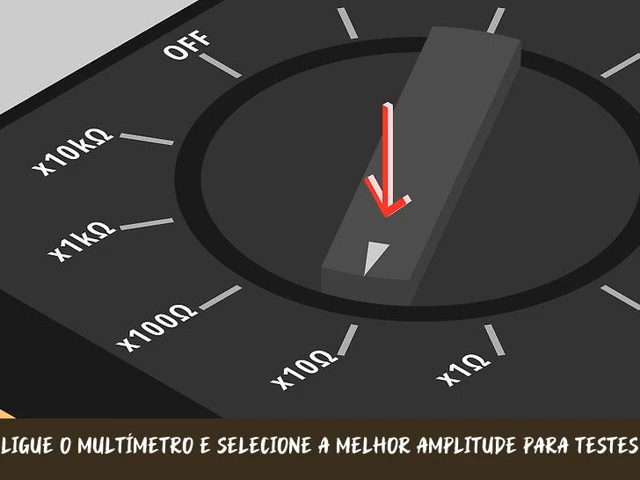 OFF
x10kΩ
x1kΩ
x100Ω
x10Ω
x1Ω
LIGUE O MULTÍMETRO E SELECIONE A MELHOR AMPLITUDE PARA TESTES